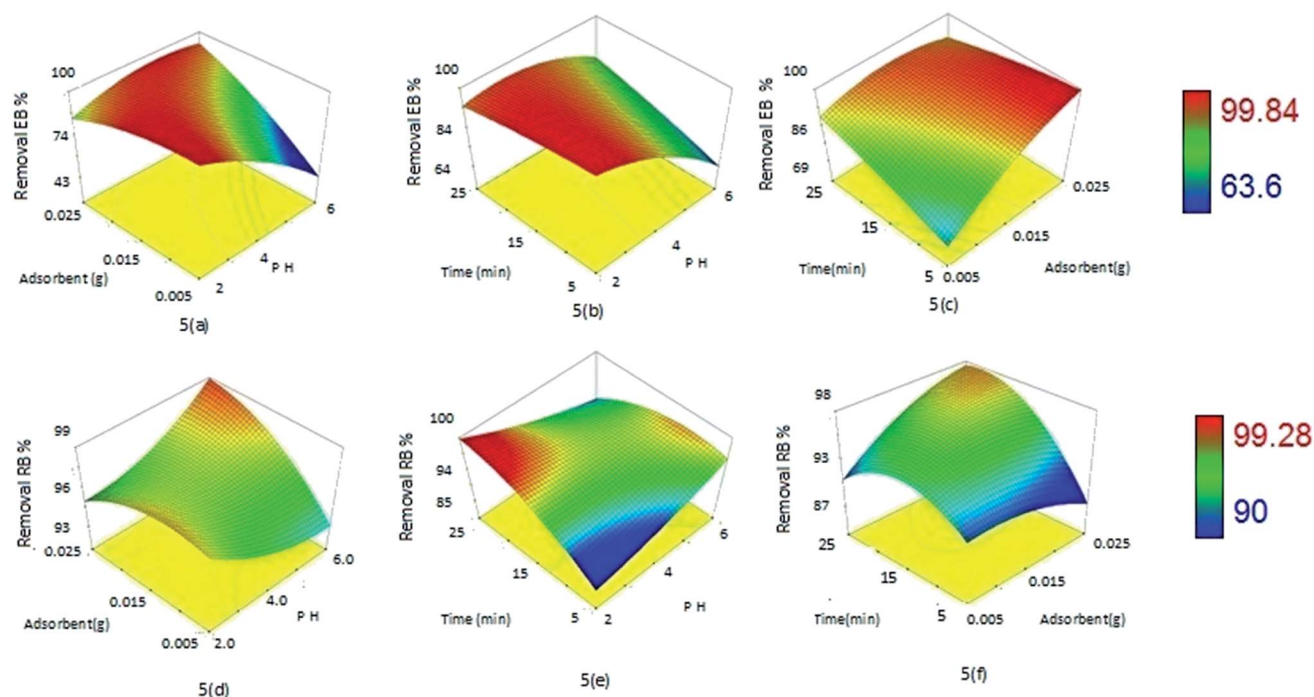 Removal EB %
100
74
43
0.025
0.015
0.005
Adsorbent (g)
2
4
6
P H
5(a)
Removal EB %
100
84
64
25
15
5
Time (min)
2
4
6
P H
5(b)
Removal EB %
100
86
69
25
15
5
Time(min)
0.005
0.015
0.025
Adsorbent(g)
5(c)
99.84
63.6
Removal RB %
99
96
93
0.025
0.015
0.005
Adsorbent(g)
2.0
4.0
6.0
P H
5(d)
Removal RB %
100
94
85
25
15
5
Time (min)
2
4
6
P H
5(e)
Removal RB %
98
93
87
25
15
5
Time(min)
0.005
0.015
0.025
Adsorbent(g)
5(f)
99.28
90